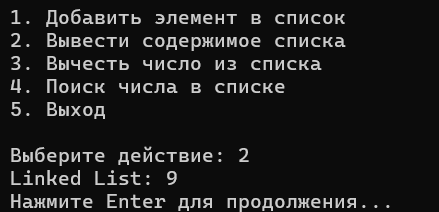 1. Добавить элемент в список
2. Вывести содержимое списка
3. Вычесть число из списка
4. Поиск числа в списке
5. Выход
Выберите действие: 2
Linked List: 9
Нажмите Enter для продолжения...